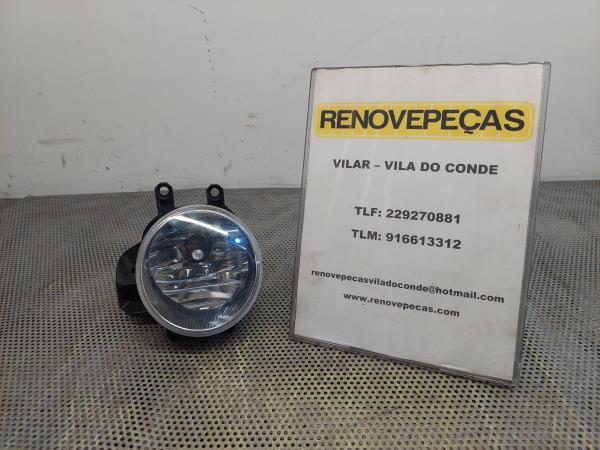 RENOVEPEÇAS
VILAR – VILA DO CONDE
TLF: 229270881
TLM: 916613312
renovepecasviladoconde@hotmail.com
www.renovepecas.com